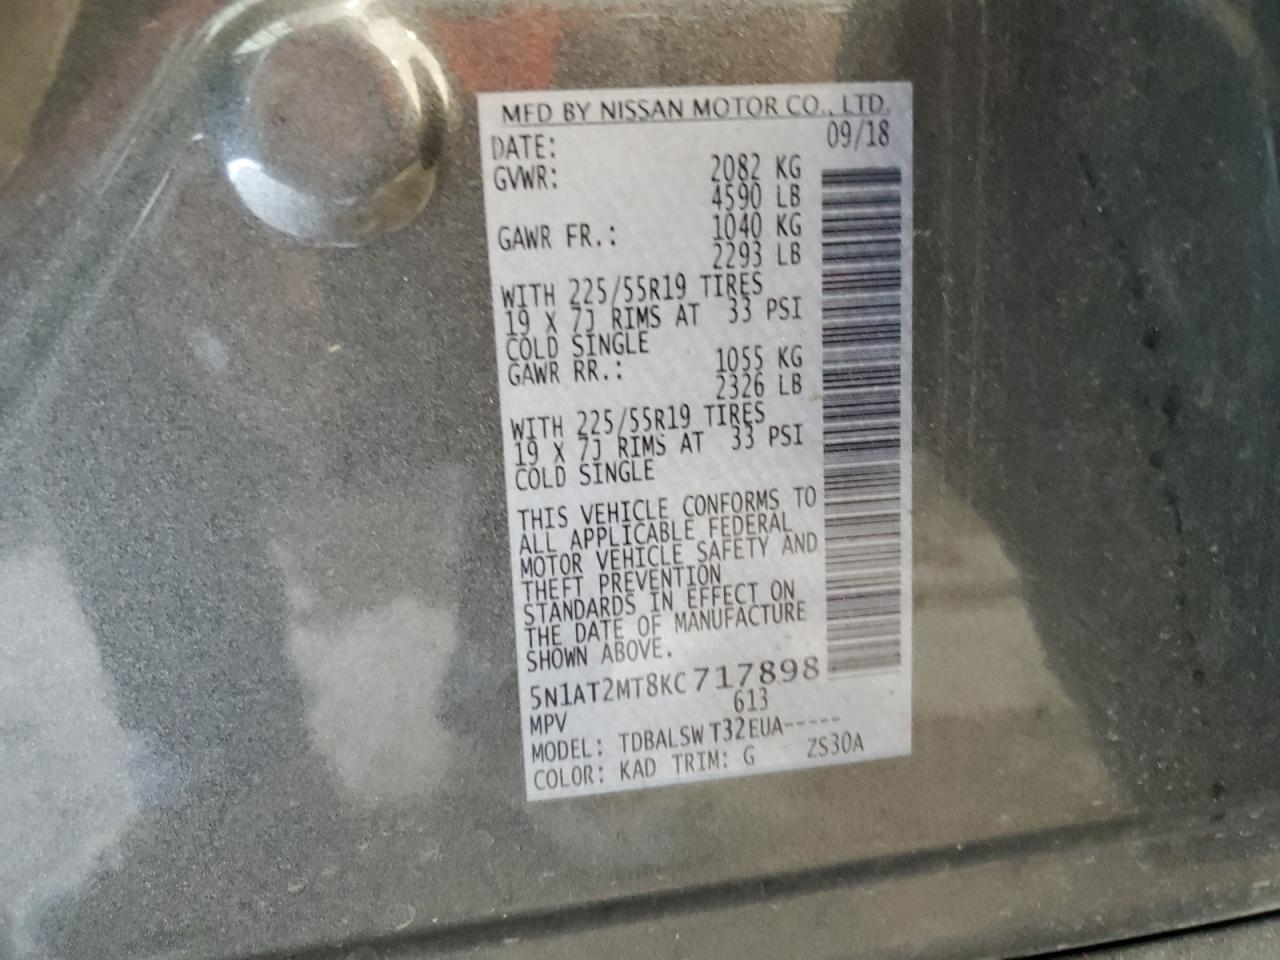 MFD BY NISSAN MOTOR CO., LTD.
DATE: 09/18
GVWR: 2082 KG
4590 LB
GAWR FR.: 1040 KG
2293 LB
WITH 225/55R19 TIRES
19 X 7J RIMS AT 33 PSI
COLD SINGLE
GAWR RR.: 1055 KG
2326 LB
WITH 225/55R19 TIRES
19 X 7J RIMS AT 33 PSI
COLD SINGLE
THIS VEHICLE CONFORMS TO
ALL APPLICABLE FEDERAL
MOTOR VEHICLE SAFETY AND
THEFT PREVENTION
STANDARDS IN EFFECT ON
THE DATE OF MANUFACTURE
SHOWN ABOVE.
5N1AT2MT8KC717898
MPV 613
MODEL: TDBALSW T32EUA-----
COLOR: KAD TRIM: G ZS30A